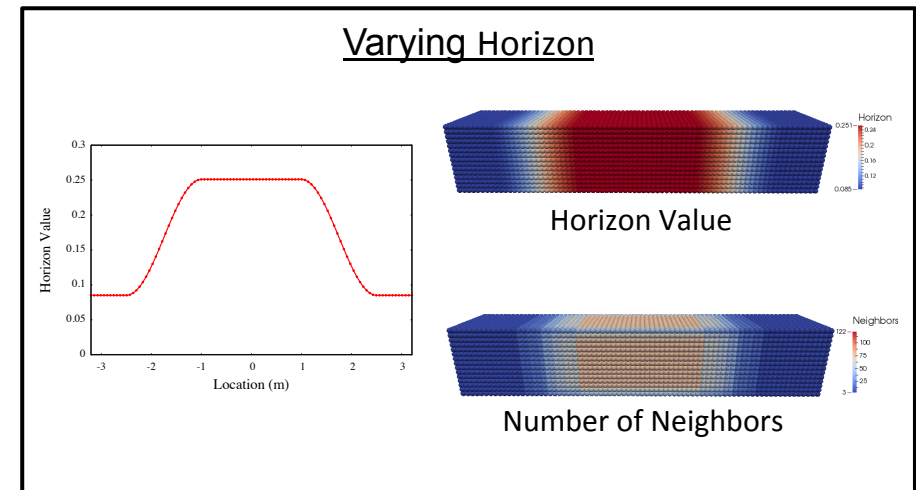 Varying Horizon
0.3
0.25
0.2
0.15
0.1
0.05
0
-3 -2 -1 0 1 2 3
Horizon Value
Location (m)
Horizon
0.251
0.24
0.2
0.16
0.12
0.085
Horizon Value
Neighbors
122
100
75
50
25
3
Number of Neighbors